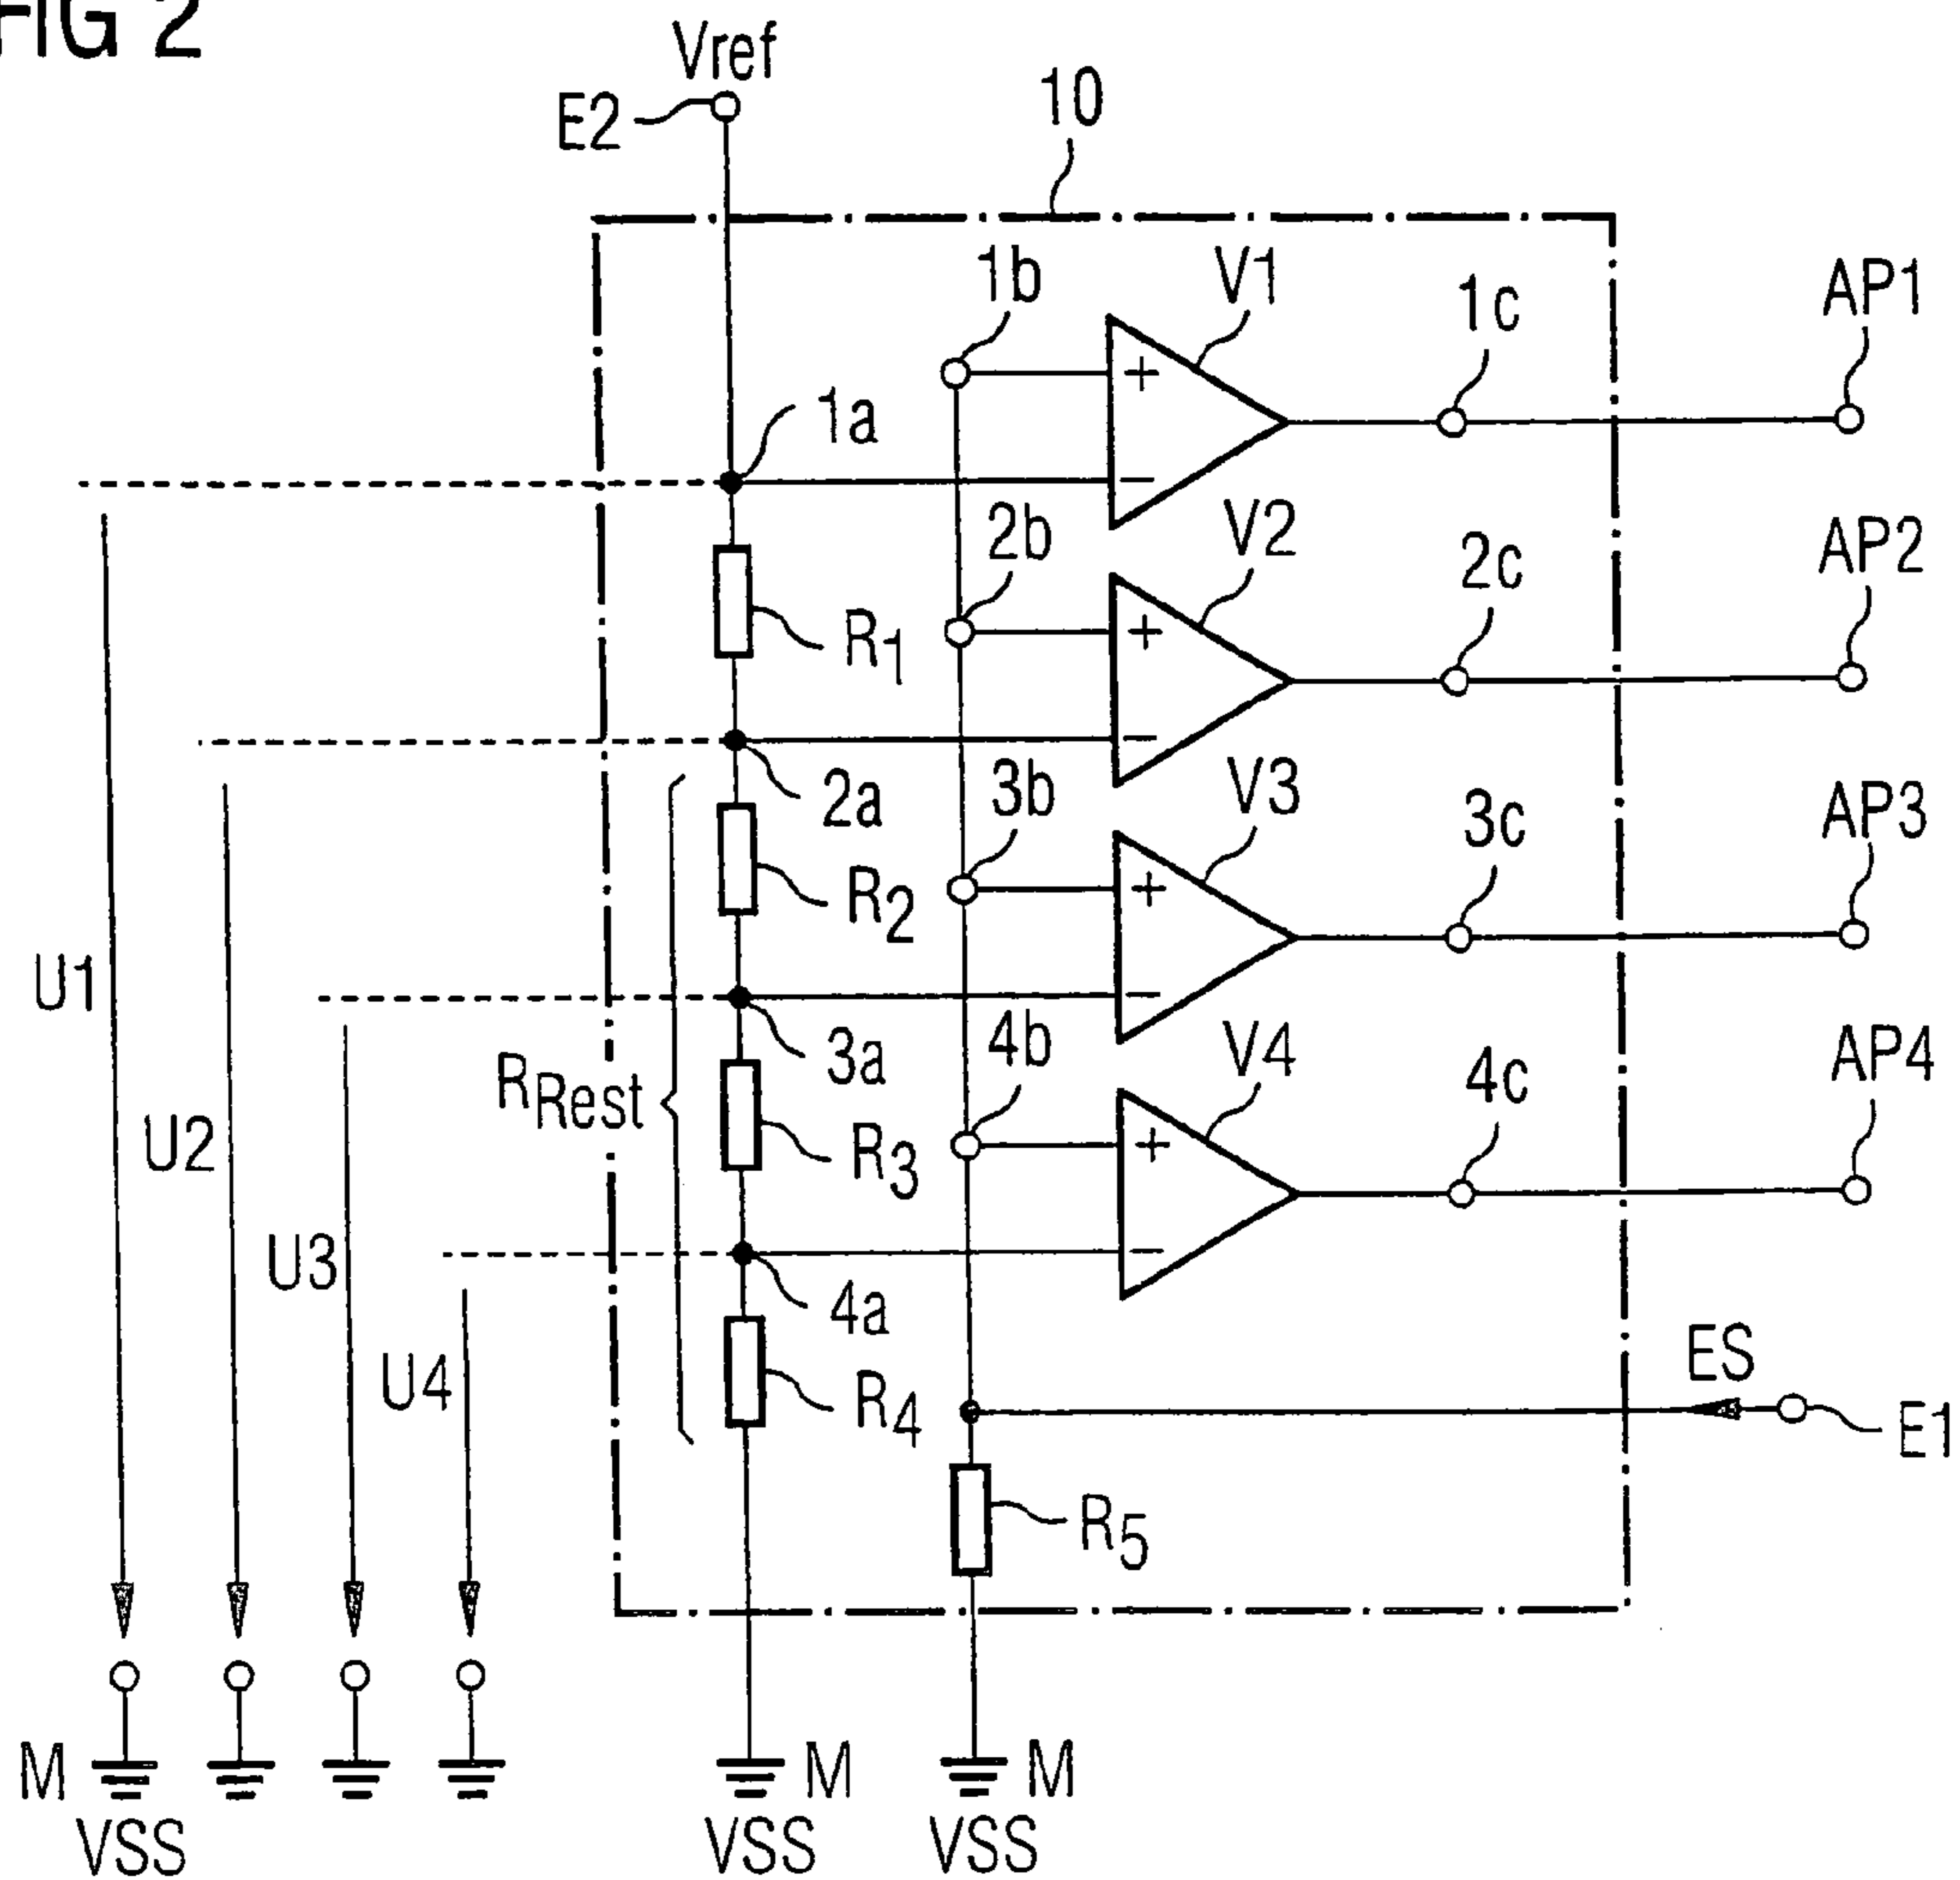 FIG 2
Vref
E2
10
1b
V1
1c
AP1
1a
+
−
2b
V2
2c
AP2
R1
+
−
2a
3b
V3
3c
AP3
R2
+
−
U1
3a
4b
V4
4c
AP4
RRest
U2
R3
+
−
U3
4a
U4
R4
ES
E1
R5
M
M
M
VSS
VSS
VSS